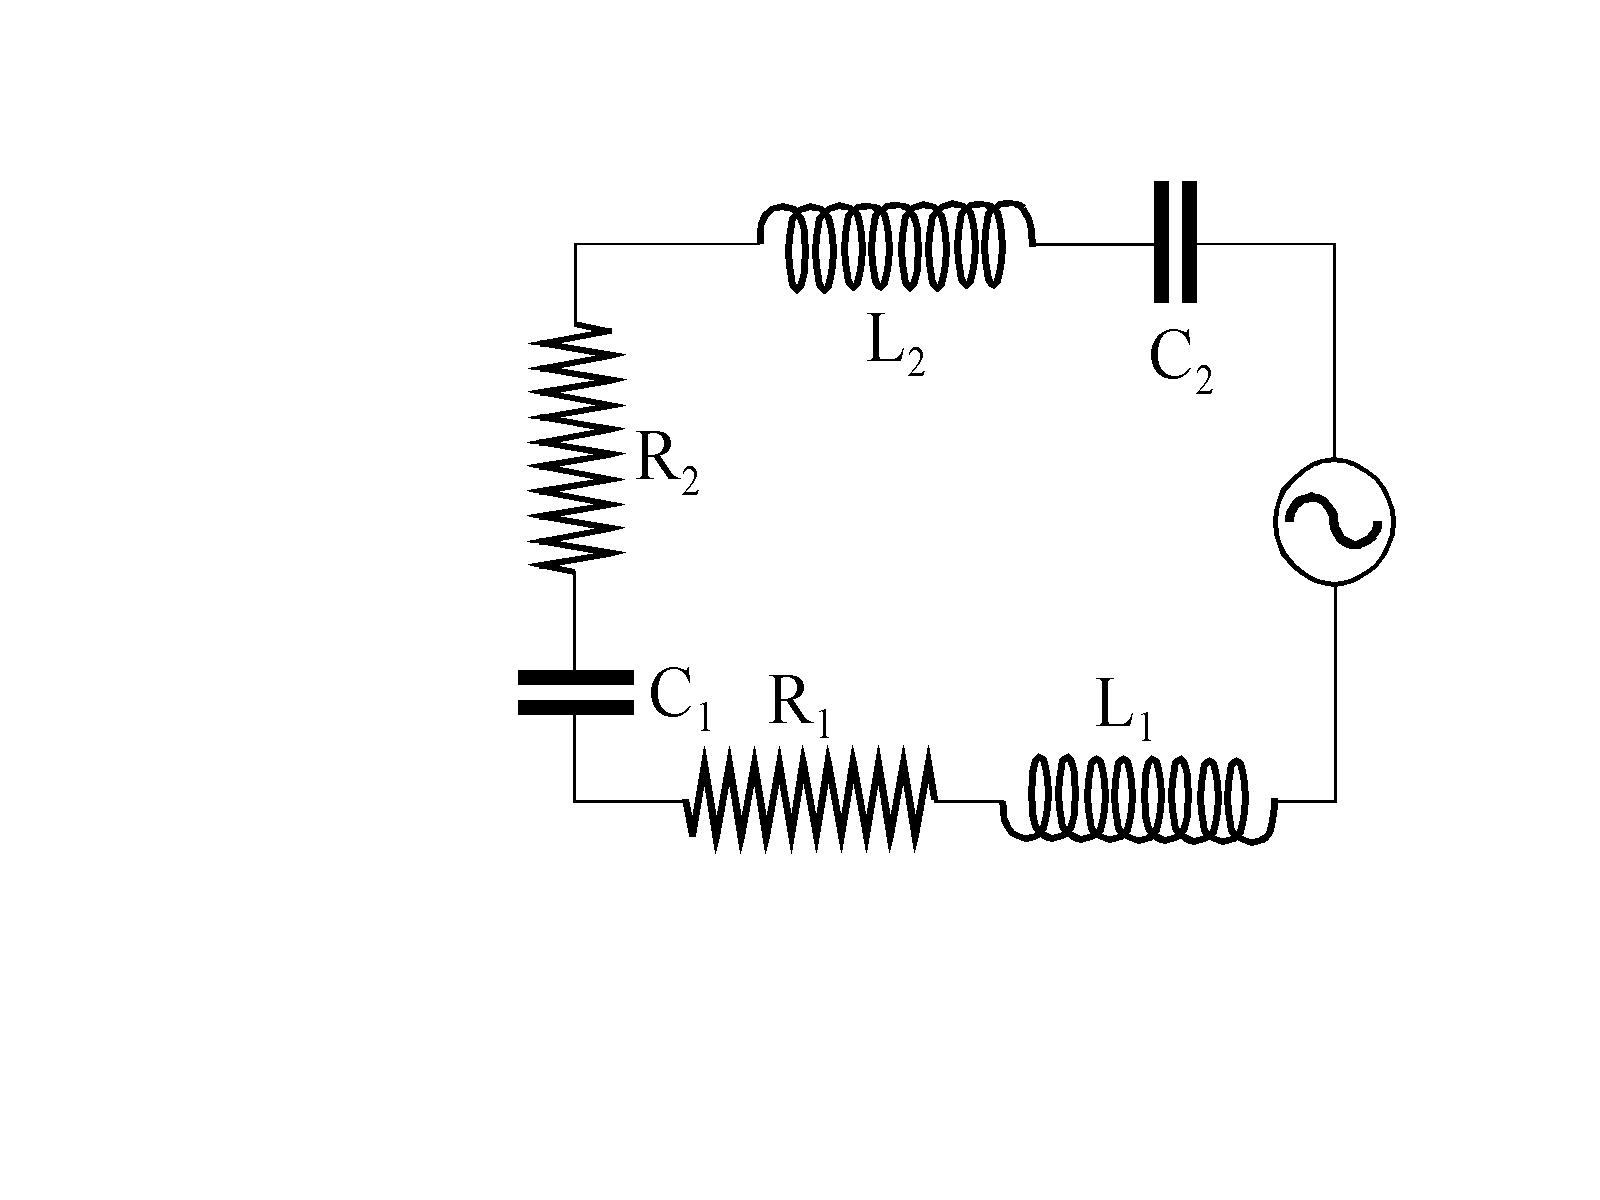 L₂
C₂
R₂
C₁
R₁
L₁